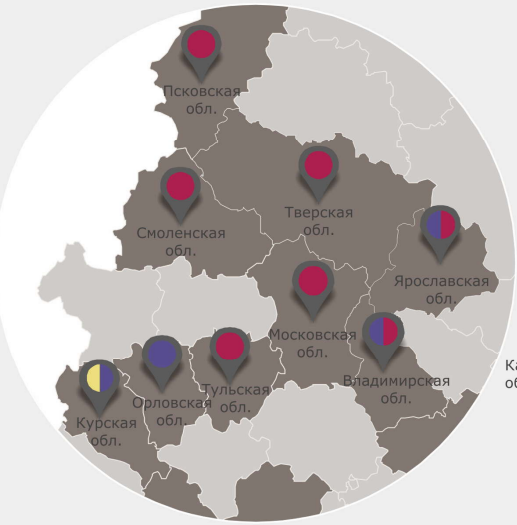 Псковская
обл.
Тверская
обл.
Смоленская
обл.
Ярославская
обл.
Московская
обл.
Владимирская
обл.
Тульская
обл.
Орловская
обл.
Курская
обл.